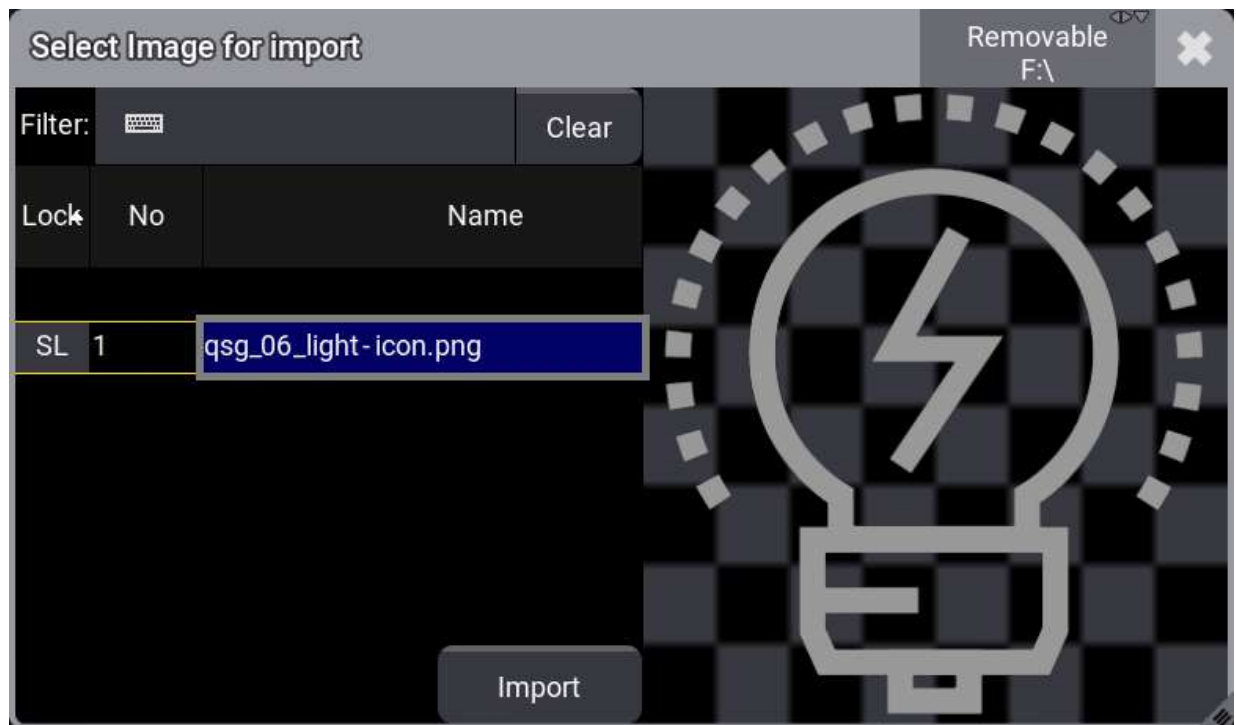 Select Image for import
Removable
F:\
Filter:
Clear
Lock No Name
SL 1 qsg_06_light-icon.png
Import